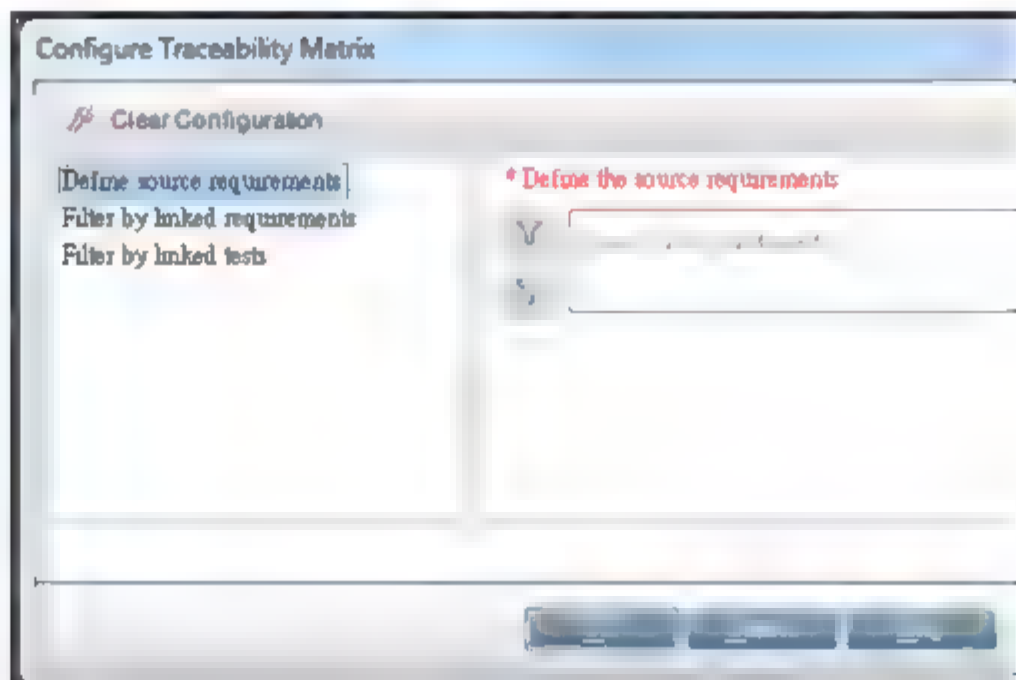 Configure Traceability Matrix
Clear Configuration
Define source requirements
Filter by linked requirements
Filter by linked tests
* Define the source requirements